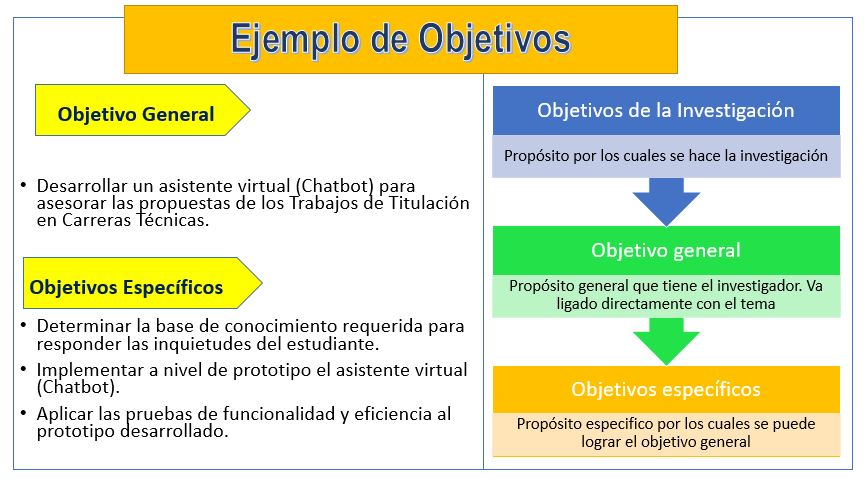 Ejemplo de Objetivos
Objetivo General
• Desarrollar un asistente virtual (Chatbot) para
asesorar las propuestas de los Trabajos de Titulación
en Carreras Técnicas.
Objetivos Específicos
• Determinar la base de conocimiento requerida para
responder las inquietudes del estudiante.
• Implementar a nivel de prototipo el asistente virtual
(Chatbot).
• Aplicar las pruebas de funcionalidad y eficiencia al
prototipo desarrollado.
Objetivos de la Investigación
Propósito por los cuales se hace la investigación
Objetivo general
Propósito general que tiene el investigador. Va
ligado directamente con el tema
Objetivos específicos
Propósito especifico por los cuales se puede
lograr el objetivo general